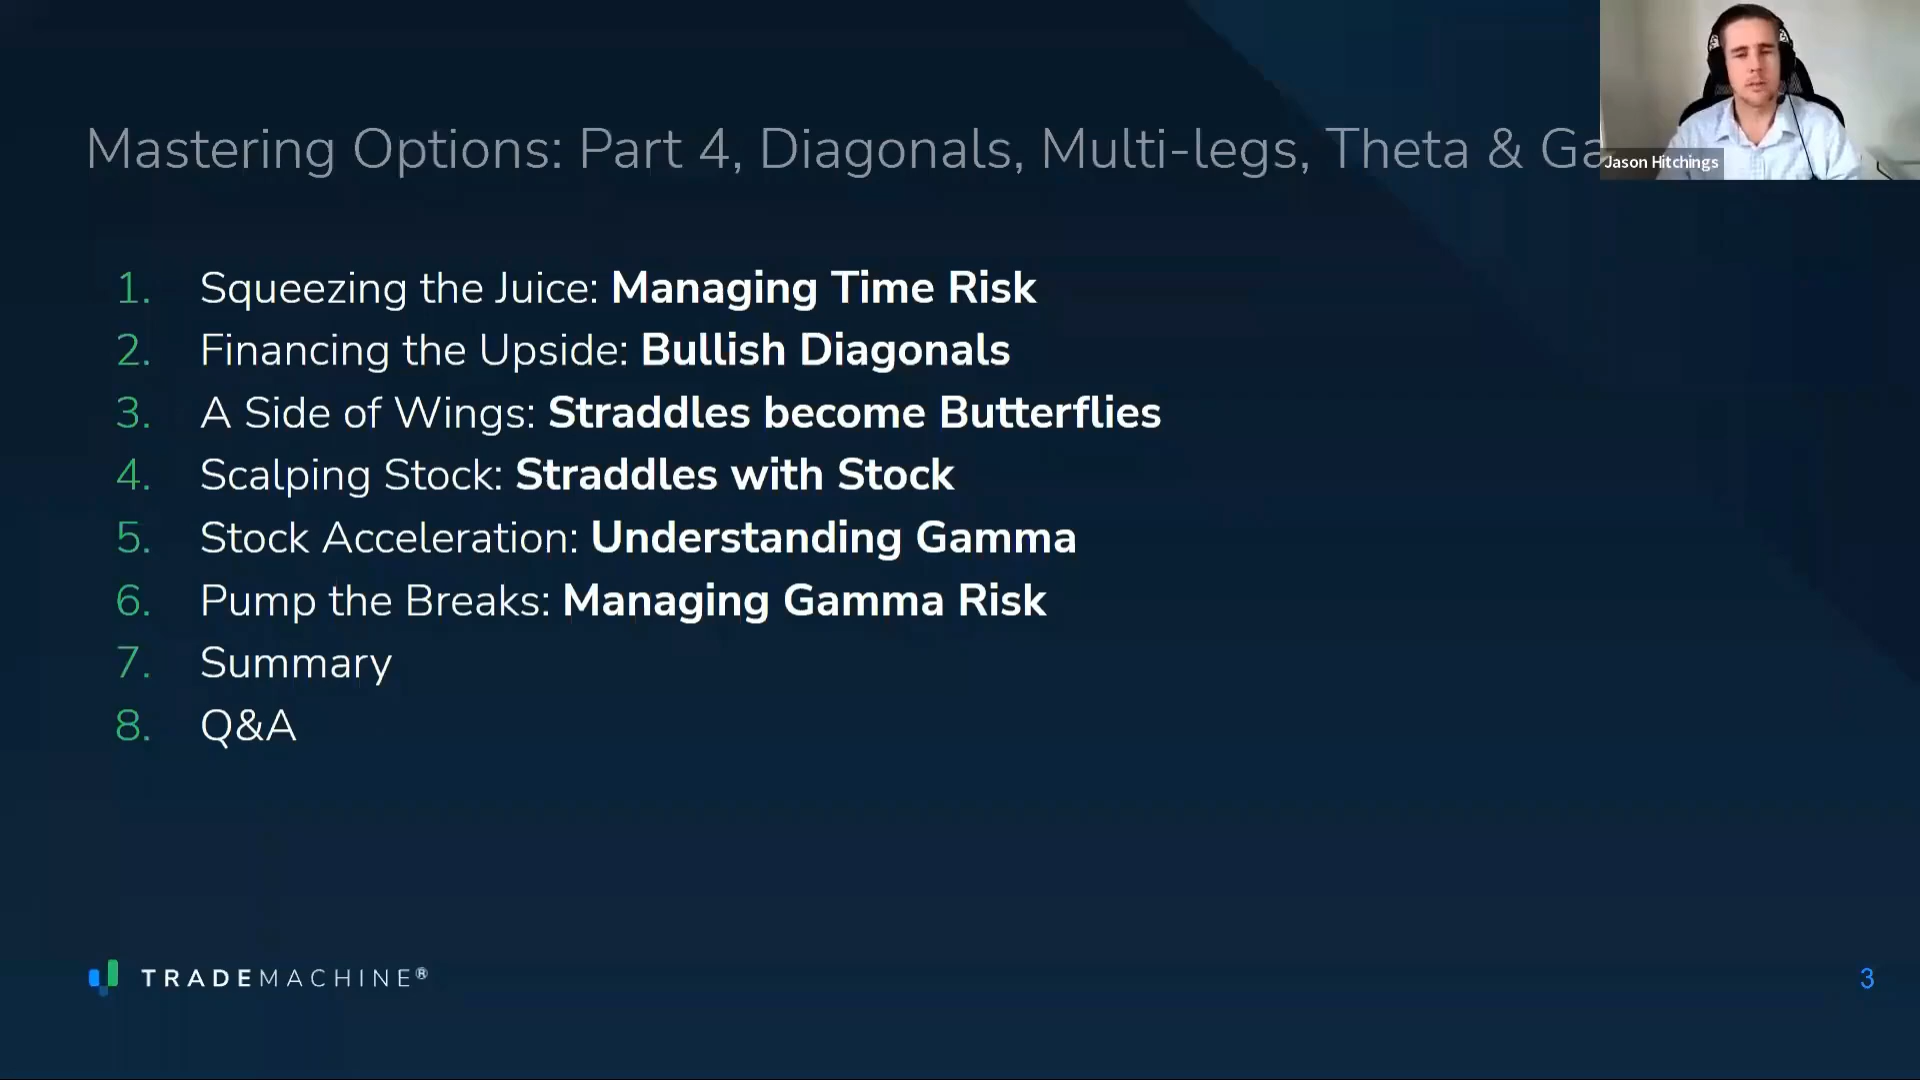 Mastering Options: Part 4, Diagonals, Multi-legs, Theta &
Jason Hitchings
1. Squeezing the Juice: Managing Time Risk
2. Financing the Upside: Bullish Diagonals
3. A Side of Wings: Straddles become Butterflies
4. Scalping Stock: Straddles with Stock
5. Stock Acceleration: Understanding Gamma
6. Pump the Breaks: Managing Gamma Risk
7. Summary
8. Q&A
TRADEMACHINE®
3